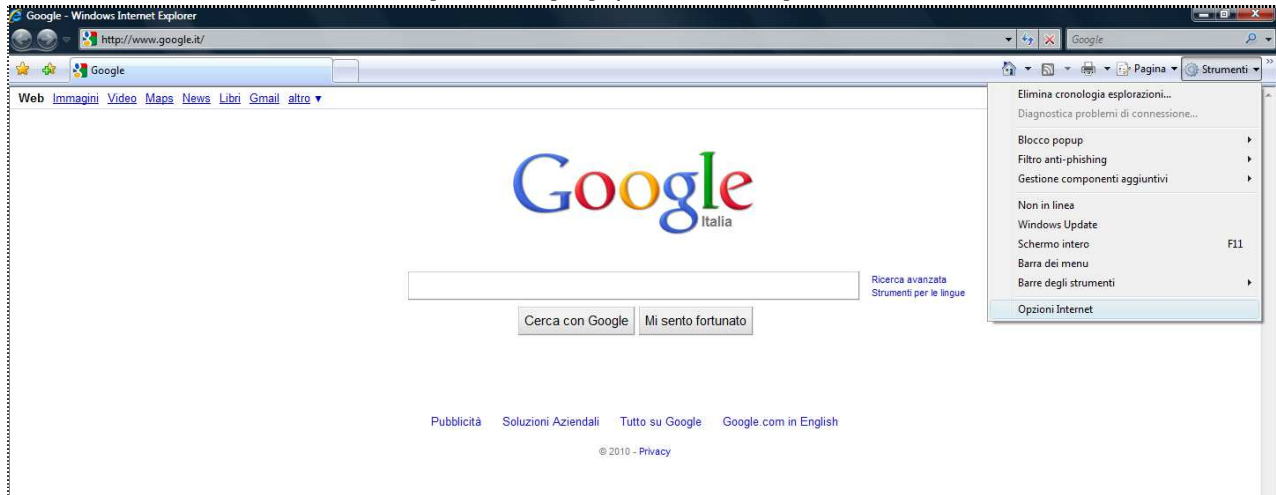 Google - Windows Internet Explorer
http://www.google.it/
Google
Google
Pagina
Strumenti
Web Immagini Video Maps News Libri Gmail altro ▼
Elimina cronologia esplorazioni...
Diagnostica problemi di connessione...
Blocco popup
Filtro anti-phishing
Gestione componenti aggiuntivi
Non in linea
Windows Update
Schermo intero F11
Barra dei menu
Barre degli strumenti
Opzioni Internet
Google
Italia
Ricerca avanzata
Strumenti per le lingue
Cerca con Google Mi sento fortunato
Pubblicità Soluzioni Aziendali Tutto su Google Google.com in English
© 2010 - Privacy